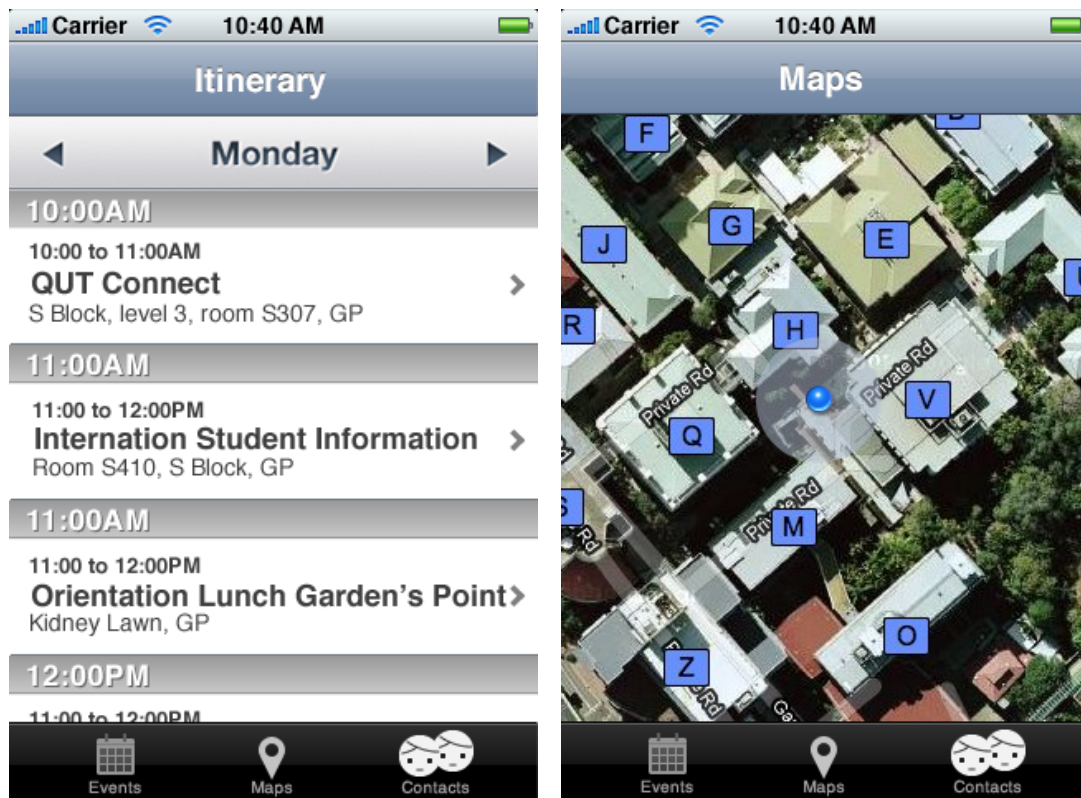 Carrier 10:40 AM
Itinerary
Monday
10:00AM
10:00 to 11:00AM
QUT Connect
S Block, level 3, room S307, GP
11:00AM
11:00 to 12:00PM
Internation Student Information
Room S410, S Block, GP
11:00AM
11:00 to 12:00PM
Orientation Lunch Garden's Point
Kidney Lawn, GP
12:00PM
11:00 to 12:00PM
Events Maps Contacts
Carrier 10:40 AM
Maps
F
G
E
J
R
H
Private Rd
Private Rd
V
Q
Private Rd
S
Rd
M
O
Z
Rd
Events Maps Contacts